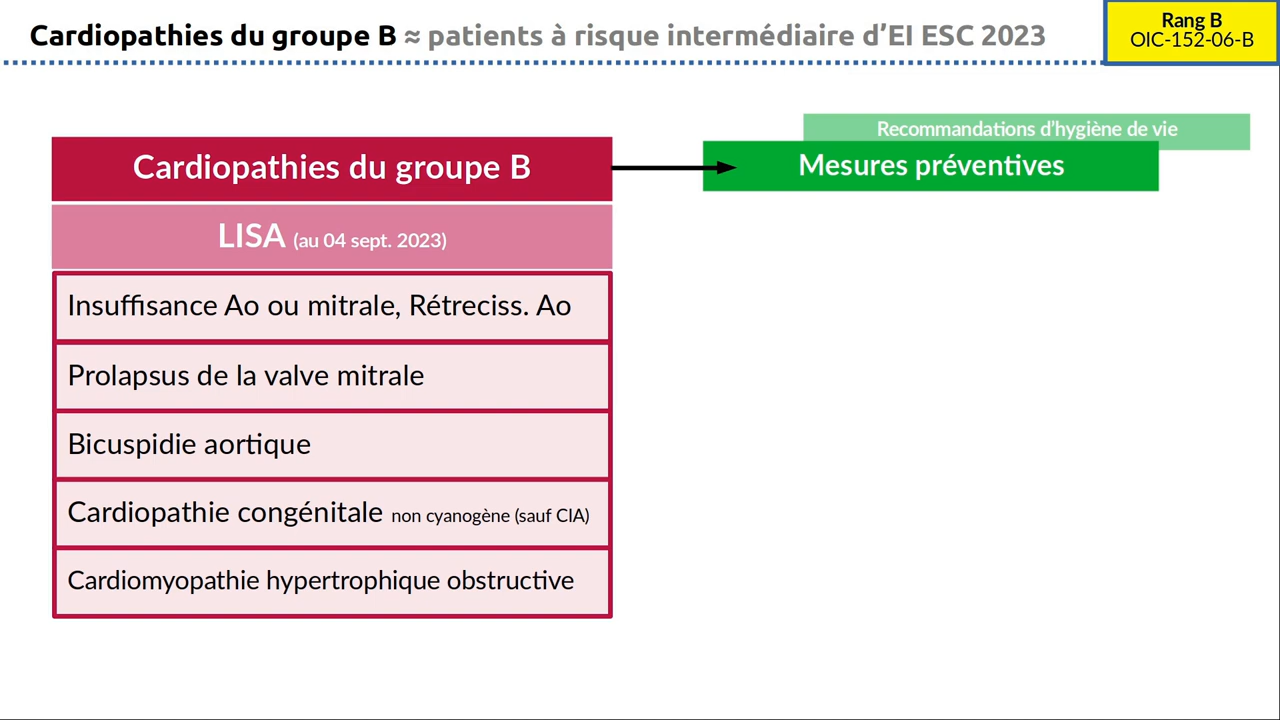 Cardiopathies du groupe B ≈ patients à risque intermédiaire d’EI ESC 2023
Rang B
OIC-152-06-B
Recommandations d’hygiène de vie
Cardiopathies du groupe B
Mesures préventives
LISA (au 04 sept. 2023)
Insuffisance Ao ou mitrale, Rétreciss. Ao
Prolapsus de la valve mitrale
Bicuspidie aortique
Cardiopathie congénitale non cyanogène (sauf CIA)
Cardiomyopathie hypertrophique obstructive